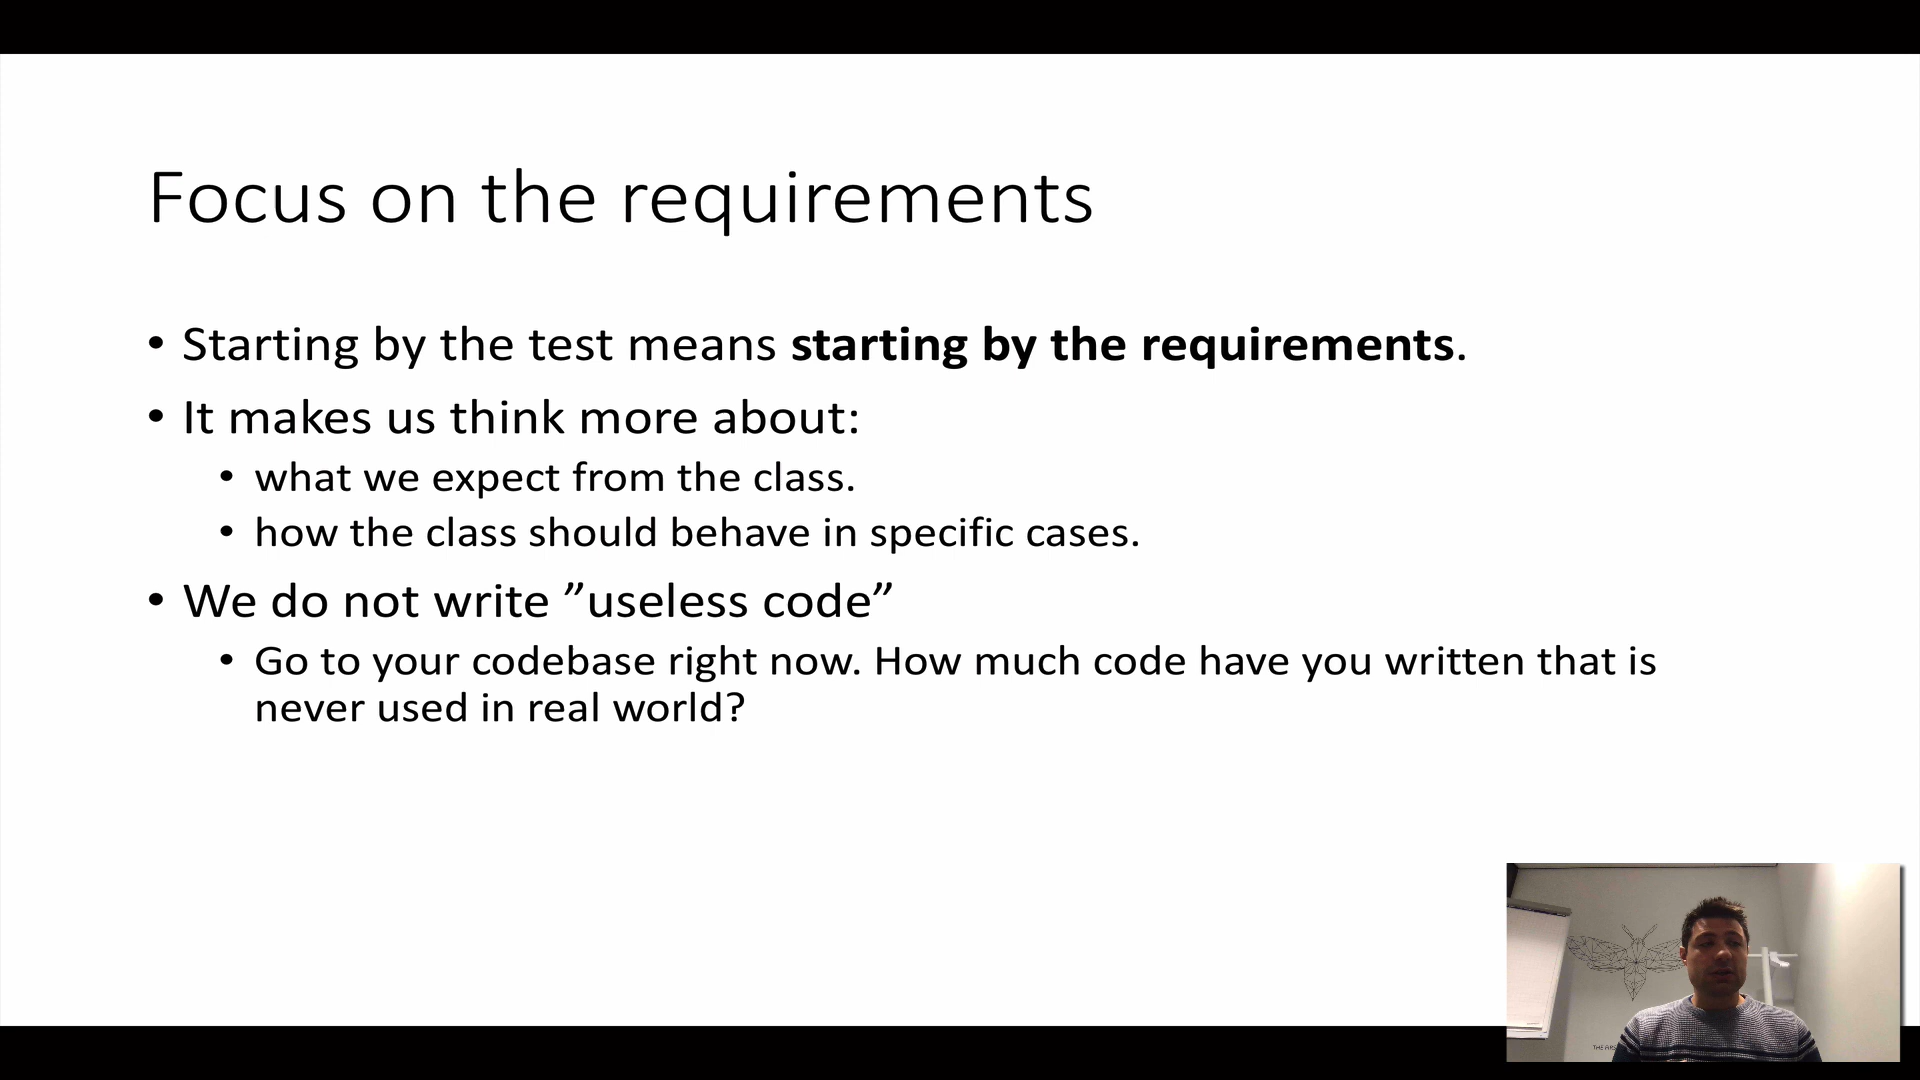 Focus on the requirements
• Starting by the test means starting by the requirements.
• It makes us think more about:
• what we expect from the class.
• how the class should behave in specific cases.
• We do not write ”useless code”
• Go to your codebase right now. How much code have you written that is
never used in real world?
THE